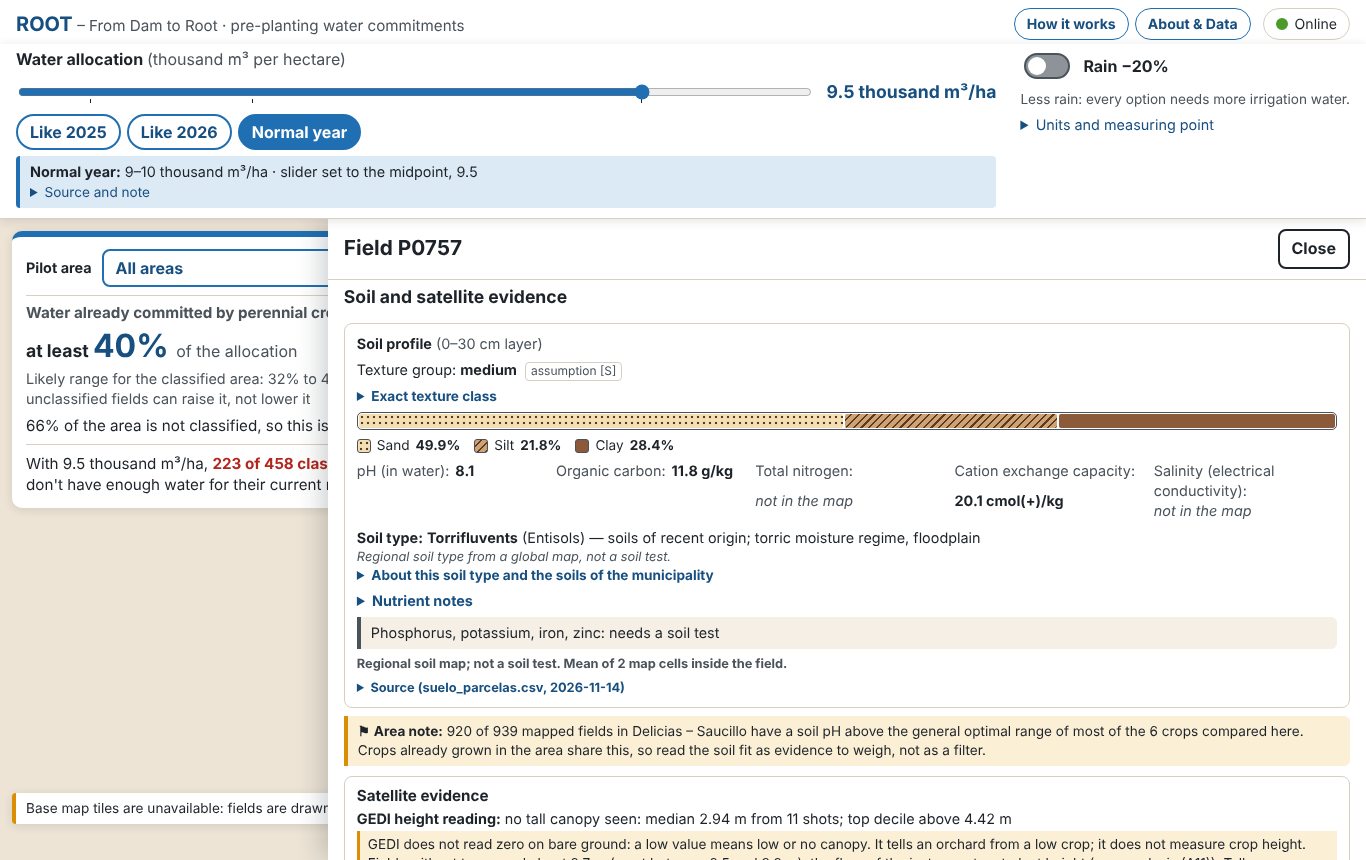 ROOT – From Dam to Root · pre-planting water commitments
How it works
About & Data
Online
Water allocation (thousand m³ per hectare)
9.5 thousand m³/ha
Like 2025
Like 2026
Normal year
Normal year: 9–10 thousand m³/ha · slider set to the midpoint, 9.5
Source and note
Rain −20%
Less rain: every option needs more irrigation water.
Units and measuring point
Pilot area
All areas
Water already committed by perennial
at least 40% of the allocation
Likely range for the classified area: 32% to
unclassified fields can raise it, not lower it
66% of the area is not classified, so this is
With 9.5 thousand m³/ha, 223 of 458
don't have enough water for their current
Base map tiles are unavailable: fields are drawn
Field P0757
Close
Soil and satellite evidence
Soil profile (0–30 cm layer)
Texture group: medium assumption [S]
Exact texture class
Sand 49.9% Silt 21.8% Clay 28.4%
pH (in water): 8.1
Organic carbon: 11.8 g/kg
Total nitrogen:
not in the map
Cation exchange capacity:
20.1 cmol(+)/kg
Salinity (electrical
conductivity):
not in the map
Soil type: Torrifluvents (Entisols) — soils of recent origin; torric moisture regime, floodplain
Regional soil type from a global map, not a soil test.
About this soil type and the soils of the municipality
Nutrient notes
Phosphorus, potassium, iron, zinc: needs a soil test
Regional soil map; not a soil test. Mean of 2 map cells inside the field.
Source (suelo_parcelas.csv, 2026-11-14)
⚑ Area note: 920 of 939 mapped fields in Delicias – Saucillo have a soil pH above the general optimal range of most of the 6 crops compared here.
Crops already grown in the area share this, so read the soil fit as evidence to weigh, not as a filter.
Satellite evidence
GEDI height reading: no tall canopy seen: median 2.94 m from 11 shots; top decile above 4.42 m
GEDI does not read zero on bare ground: a low value means low or no canopy. It tells an orchard from a low crop; it does not measure crop height.